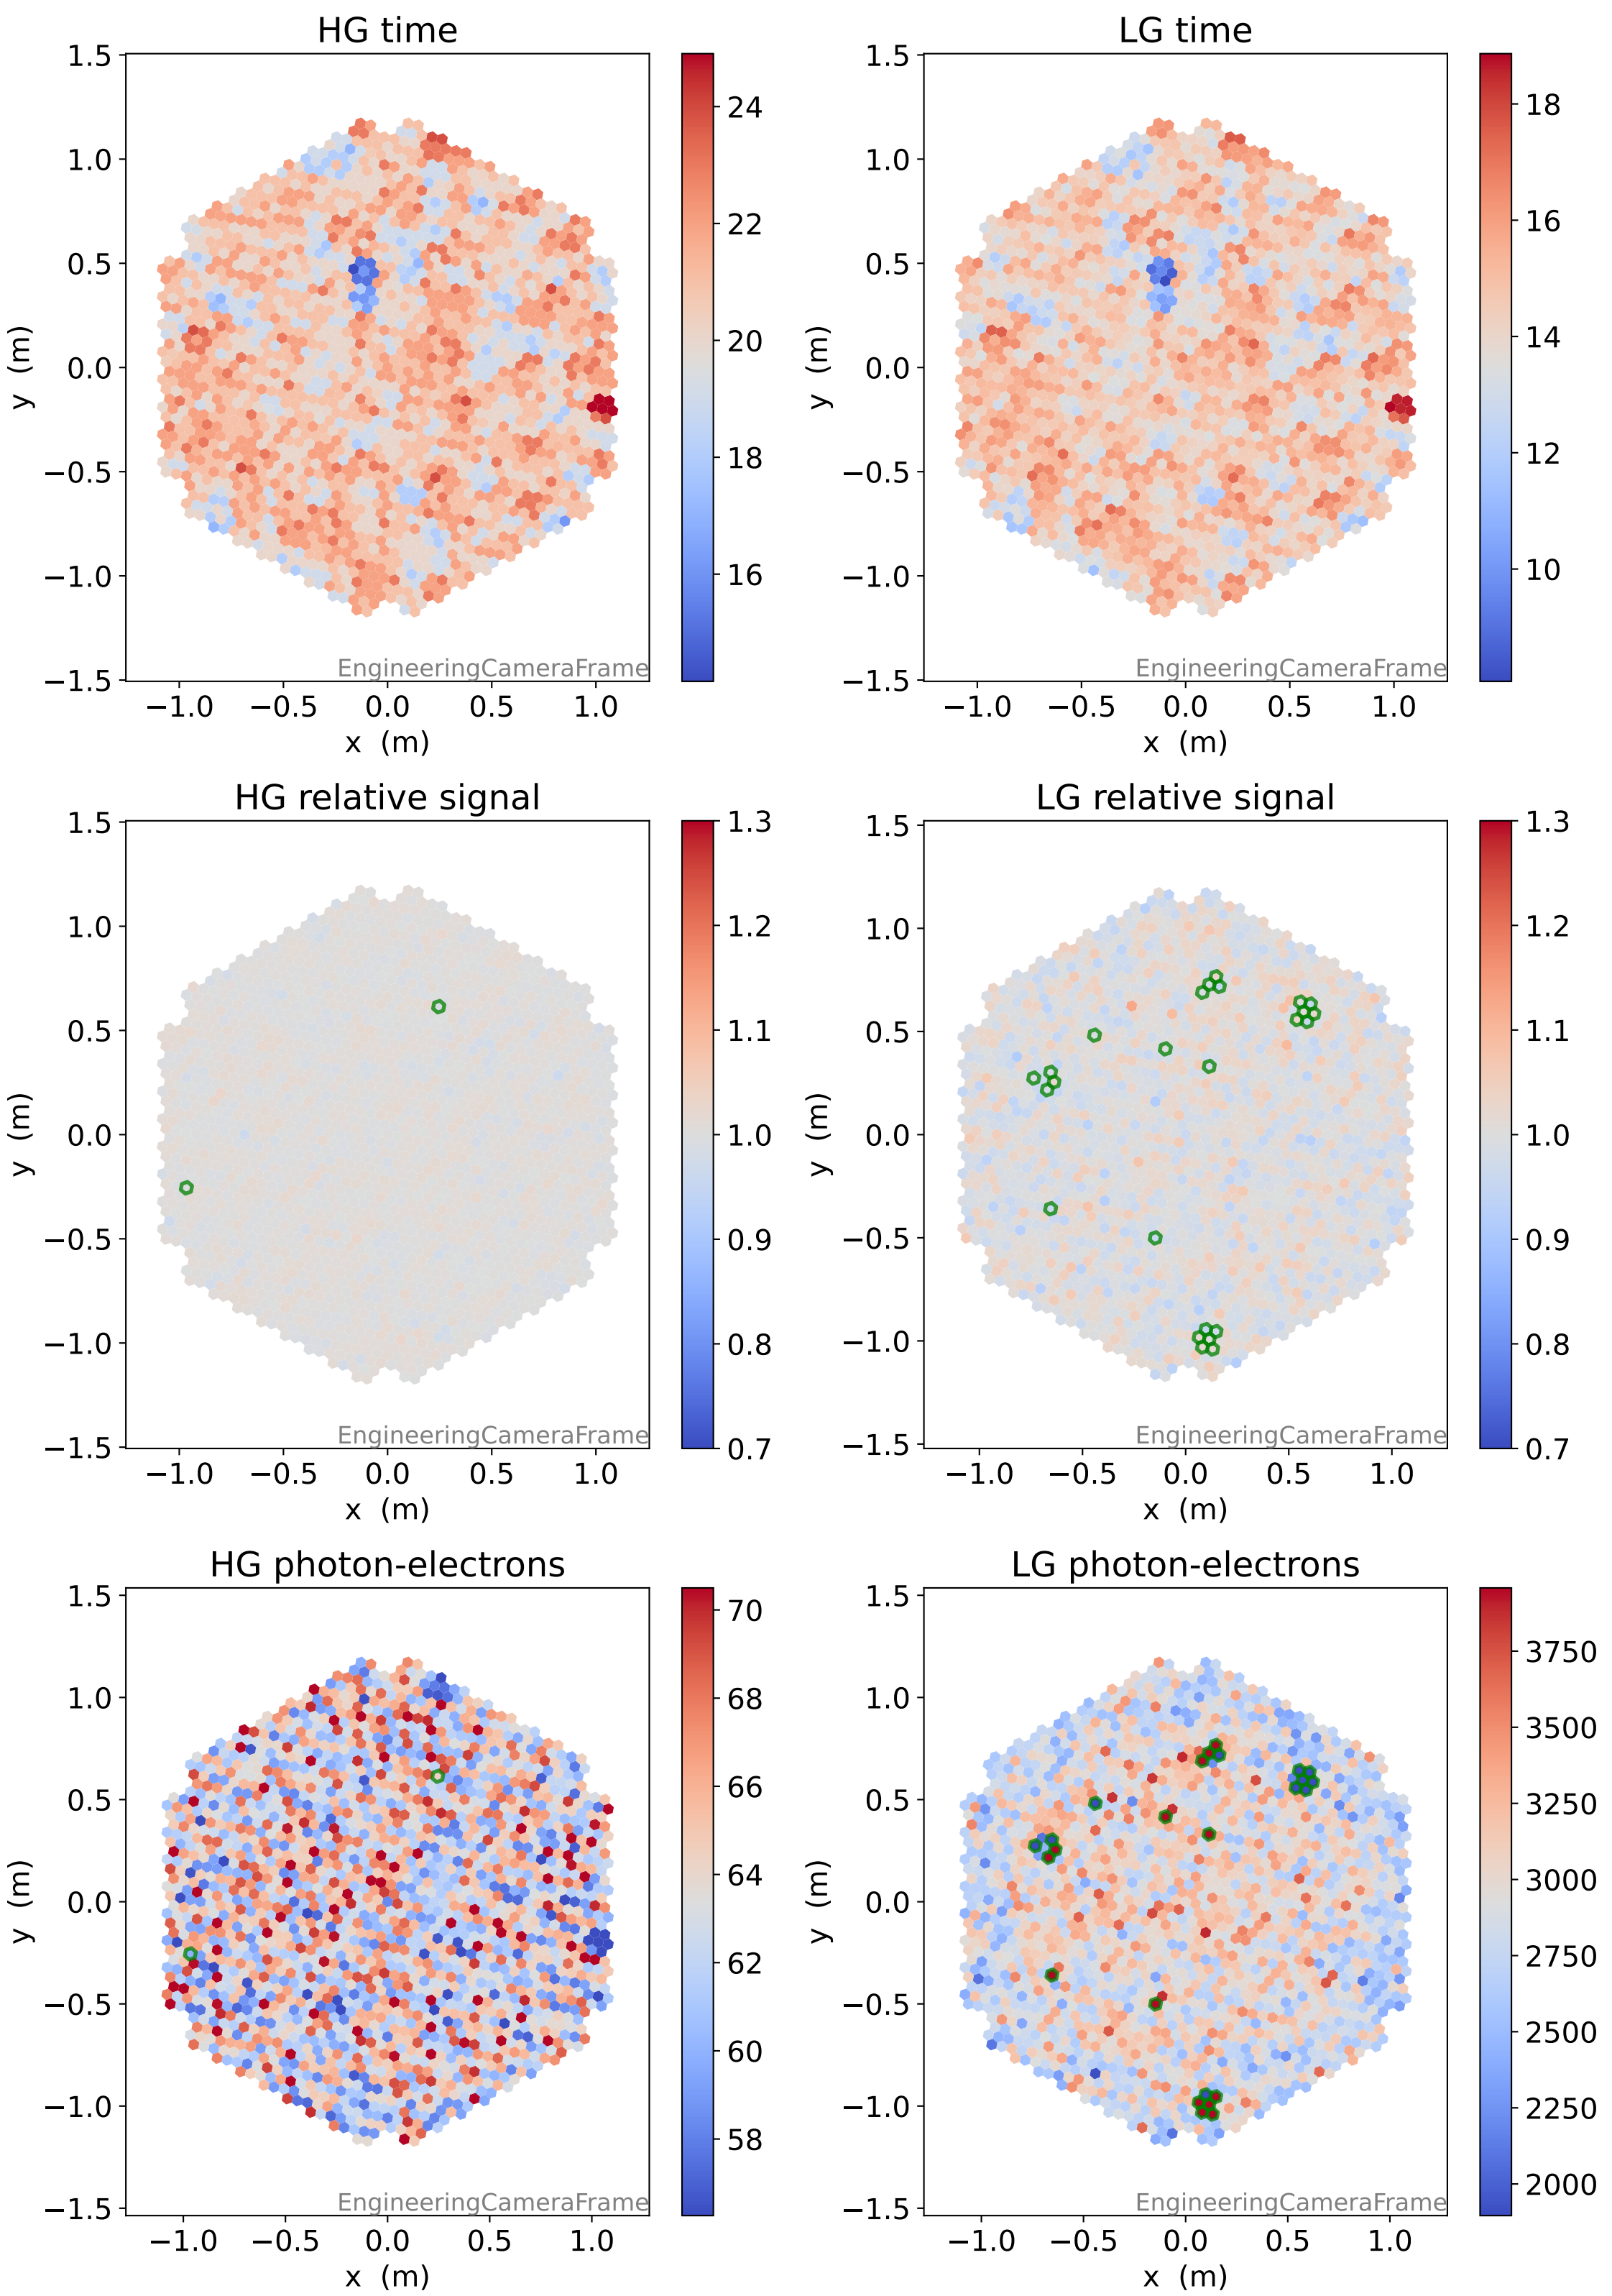 HG time
1.5
1.0
0.5
0.0
−0.5
−1.0
−1.5
y (m)
EngineeringCameraFrame
−1.0 −0.5 0.0 0.5 1.0
x (m)
24
22
20
18
16
LG time
1.5
1.0
0.5
0.0
−0.5
−1.0
−1.5
y (m)
EngineeringCameraFrame
−1.0 −0.5 0.0 0.5 1.0
x (m)
18
16
14
12
10
HG relative signal
1.5
1.0
0.5
0.0
−0.5
−1.0
−1.5
y (m)
EngineeringCameraFrame
−1.0 −0.5 0.0 0.5 1.0
x (m)
1.3
1.2
1.1
1.0
0.9
0.8
0.7
LG relative signal
1.5
1.0
0.5
0.0
−0.5
−1.0
−1.5
y (m)
EngineeringCameraFrame
−1.0 −0.5 0.0 0.5 1.0
x (m)
1.3
1.2
1.1
1.0
0.9
0.8
0.7
HG photon-electrons
1.5
1.0
0.5
0.0
−0.5
−1.0
−1.5
y (m)
EngineeringCameraFrame
−1.0 −0.5 0.0 0.5 1.0
x (m)
70
68
66
64
62
60
58
LG photon-electrons
1.5
1.0
0.5
0.0
−0.5
−1.0
−1.5
y (m)
EngineeringCameraFrame
−1.0 −0.5 0.0 0.5 1.0
x (m)
3750
3500
3250
3000
2750
2500
2250
2000